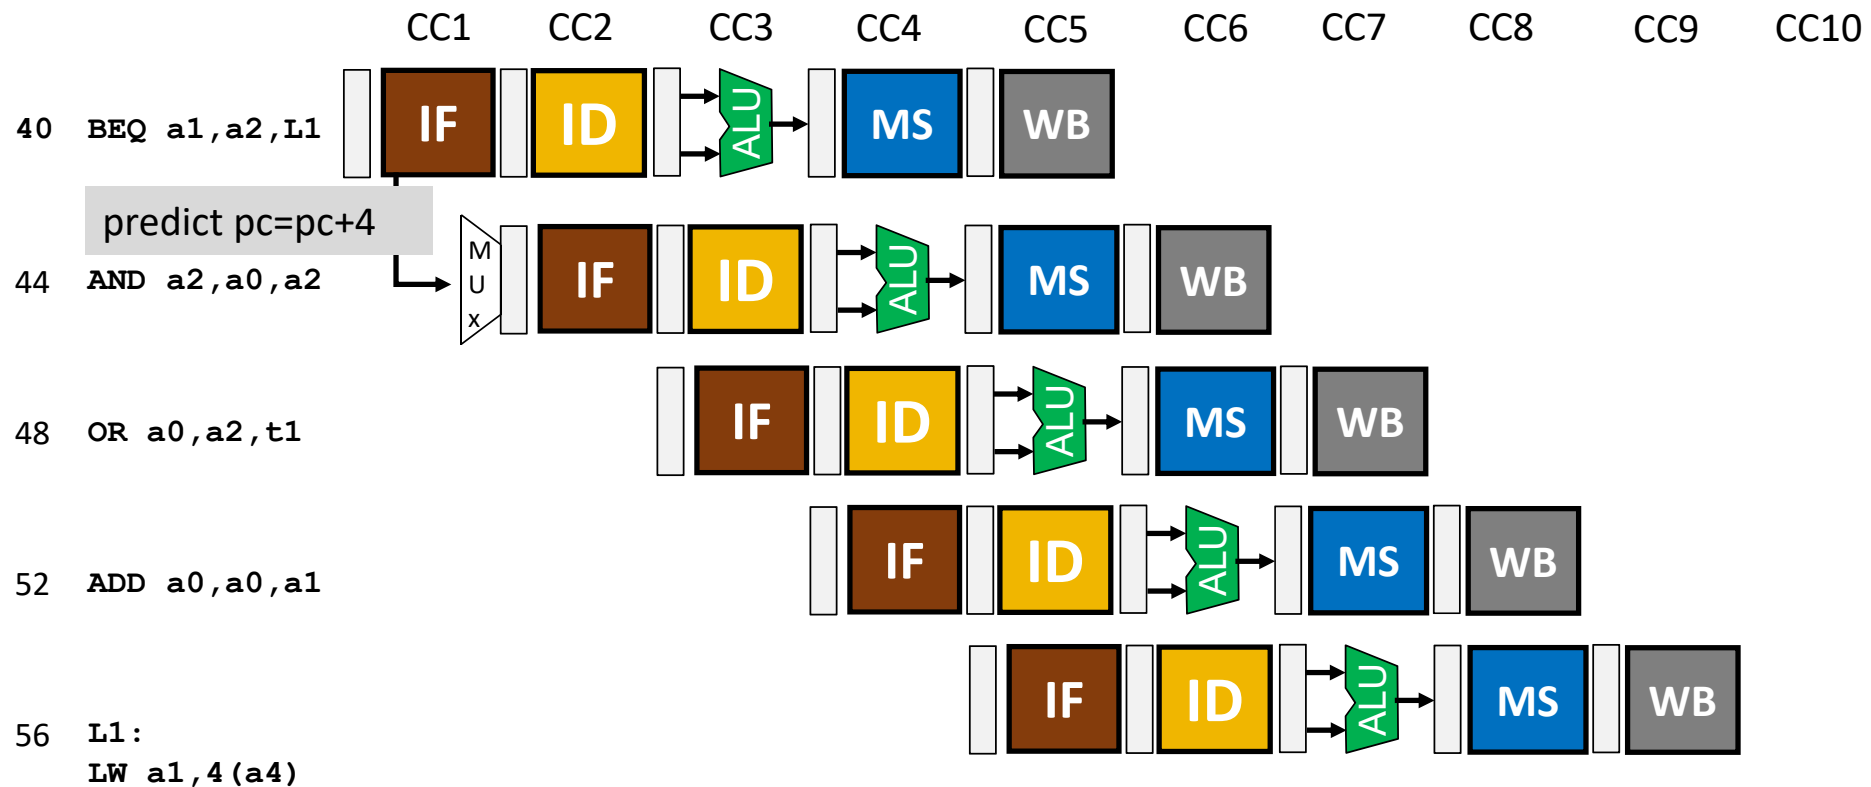 CC1 CC2 CC3 CC4 CC5 CC6 CC7 CC8 CC9 CC10
40 BEQ a1,a2,L1 IF ID ALU MS WB
predict pc=pc+4
44 AND a2,a0,a2 M U x IF ID ALU MS WB
48 OR a0,a2,t1 IF ID ALU MS WB
52 ADD a0,a0,a1 IF ID ALU MS WB
56 L1: IF ID ALU MS WB
LW a1,4(a4)